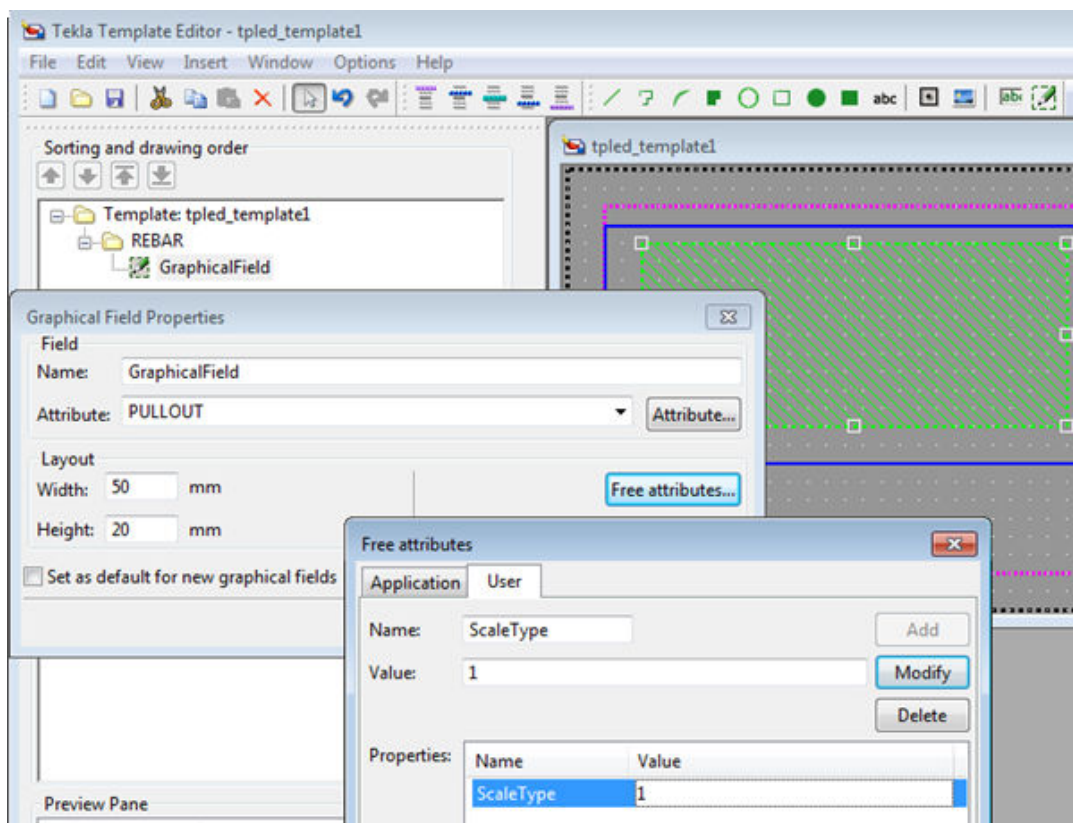 Tekla Template Editor - tpled_template1
File Edit View Insert Window Options Help
abc abc
Sorting and drawing order
tpled_template1
Template: tpled_template1
REBAR
GraphicalField
Graphical Field Properties
Field
Name: GraphicalField
Attribute: PULLOUT Attribute...
Layout
Width: 50 mm Free attributes...
Height: 20 mm
Set as default for new graphical fields
Free attributes
Application User
Name: ScaleType Add
Value: 1 Modify
Delete
Properties: Name Value
ScaleType 1
Preview Pane